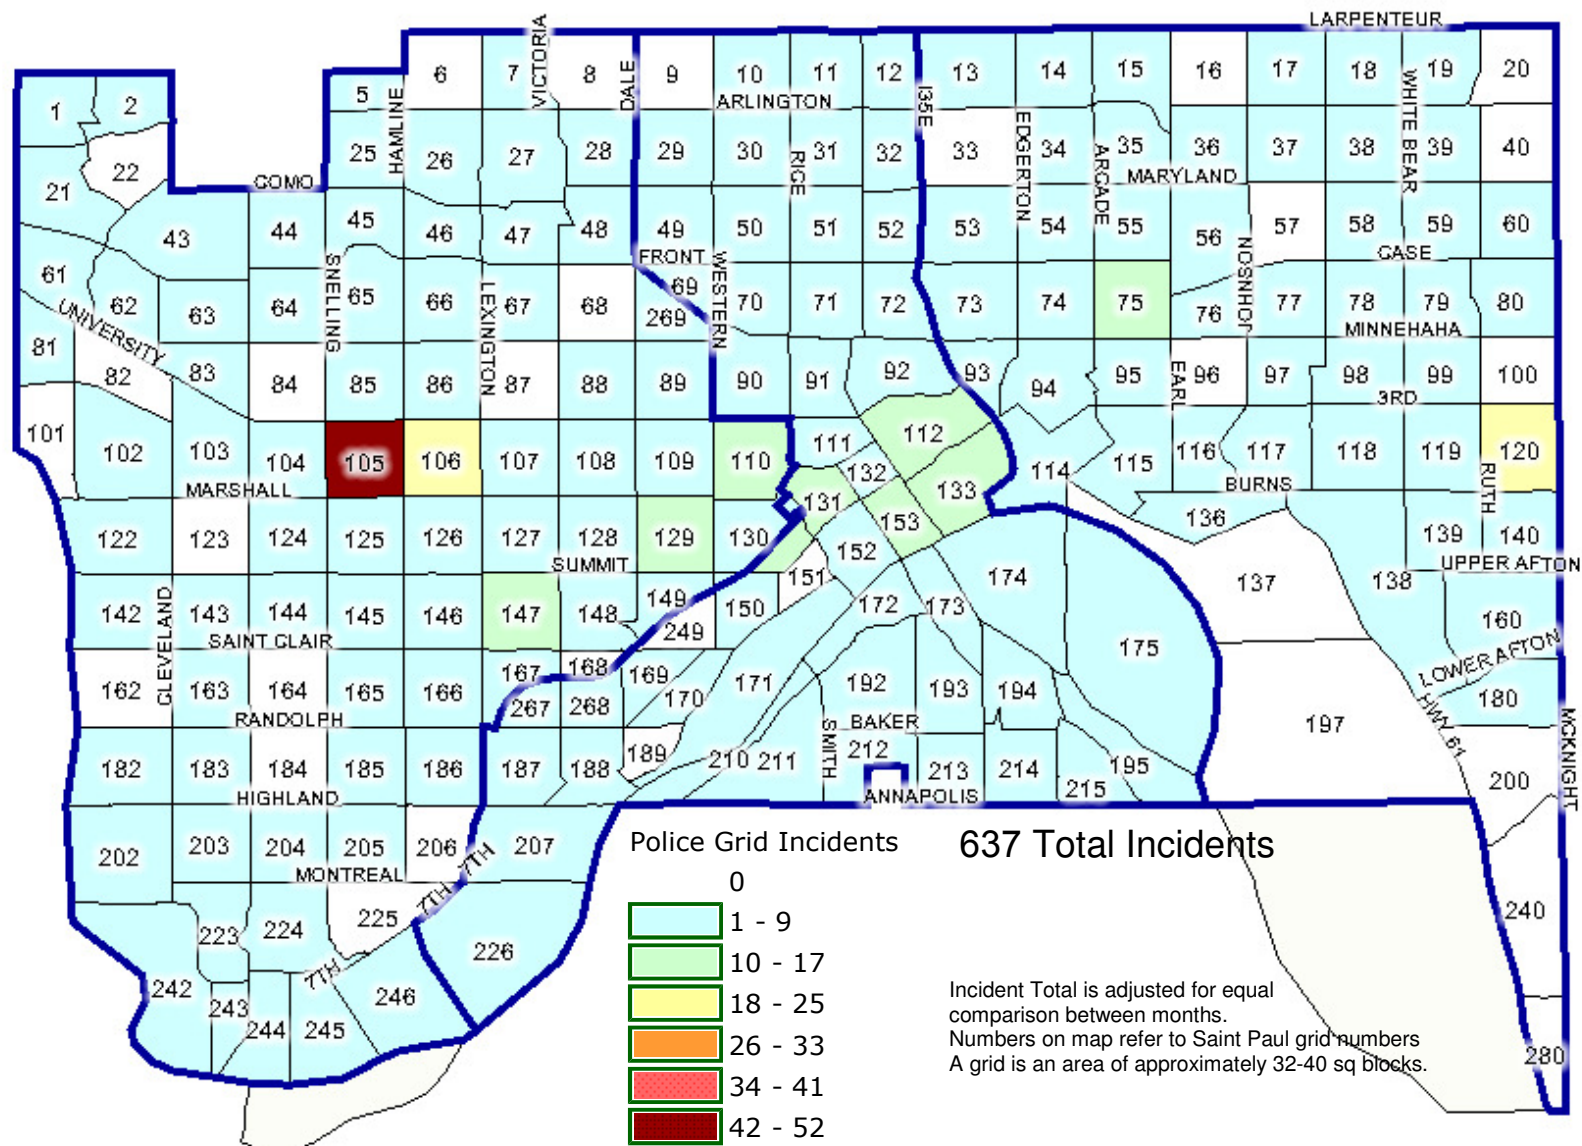 LARPENTEUR
6 7 VICTORIA 8 DALE 9 10 11 12 I35E 13 14 15 16 17 18 WHITE BEAR 19 20
1 2 5 HAMLINE ARLINGTON
22 25 26 27 28 29 30 RICE 31 32 33 EDGERTON 34 ARCADE 35 36 37 38 39 40
21 COMO MARYLAND
43 44 45 46 47 48 49 50 51 52 53 54 55 56 57 58 59 60
FRONT CASE
61 62 63 64 SNELLING 65 66 LEXINGTON 67 68 69 269 WESTERN 70 71 72 73 74 75 76 JOHNSON 77 78 79 80
UNIVERSITY MINNEHAHA
81 82 83 84 85 86 87 88 89 90 91 92 93 94 95 EARL 96 97 98 99 100
3RD
101 102 103 104 105 106 107 108 109 110 111 132 112 114 115 116 117 118 119 120
MARSHALL BURNS RUTH
122 123 124 125 126 127 128 129 130 131 152 153 133 136 139 140
SUMMIT UPPER AFTON
142 CLEVELAND 143 144 145 146 147 148 149 249 150 151 172 173 174 137 138 160
SAINT CLAIR LOWER AFTON
162 163 164 165 166 167 168 169 170 171 192 193 194 175 180
267 268
RANDOLPH BAKER 197 HWY 61 MCKNIGHT
182 183 184 185 186 187 188 189 210 211 SMITH 212 213 214 215 195 200
HIGHLAND ANNAPOLIS
202 203 204 205 206 7TH 207
MONTREAL
223 224 225 7TH 226 240
242 243 244 7TH 245 246 280
Police Grid Incidents
637 Total Incidents
0
1 - 9
10 - 17
18 - 25
26 - 33
34 - 41
42 - 52
Incident Total is adjusted for equal
comparison between months.
Numbers on map refer to Saint Paul grid numbers
A grid is an area of approximately 32-40 sq blocks.